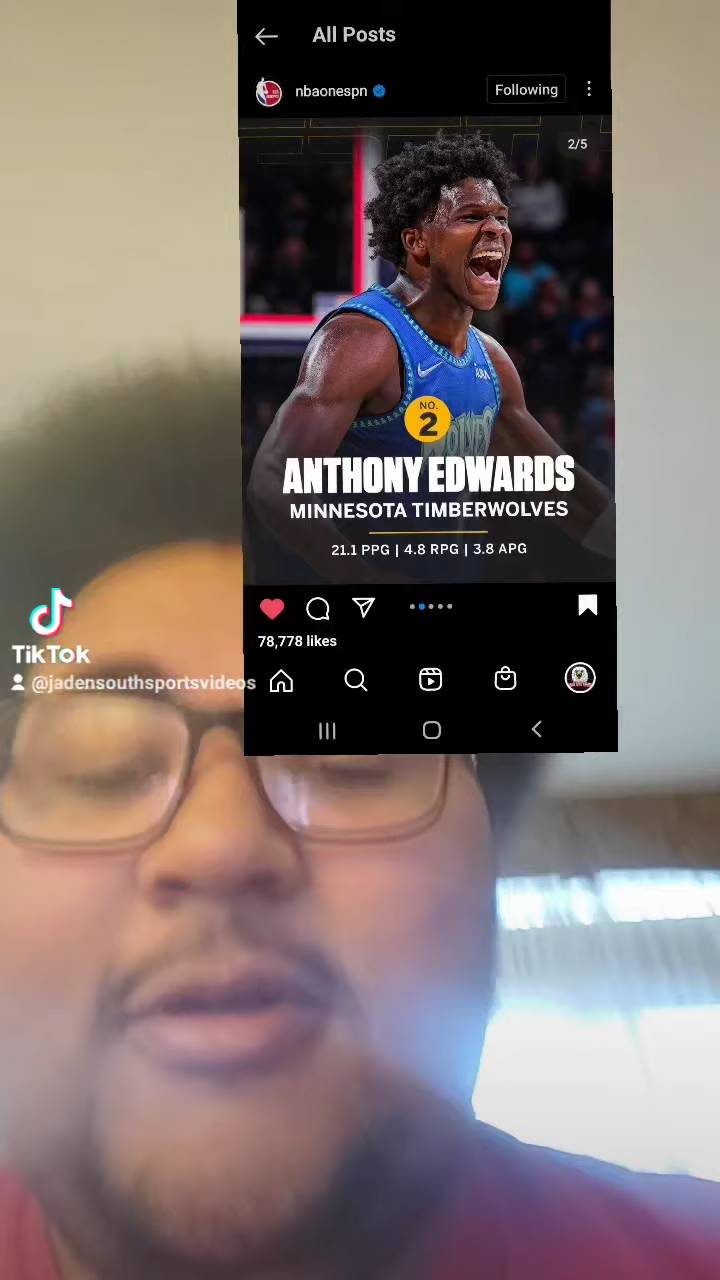 All Posts
nbaonespn
Following
2/5
NO.
2
ANTHONY EDWARDS
MINNESOTA TIMBERWOLVES
21.1 PPG | 4.8 RPG | 3.8 APG
78,778 likes
TikTok
@jadensouthsportsvideos